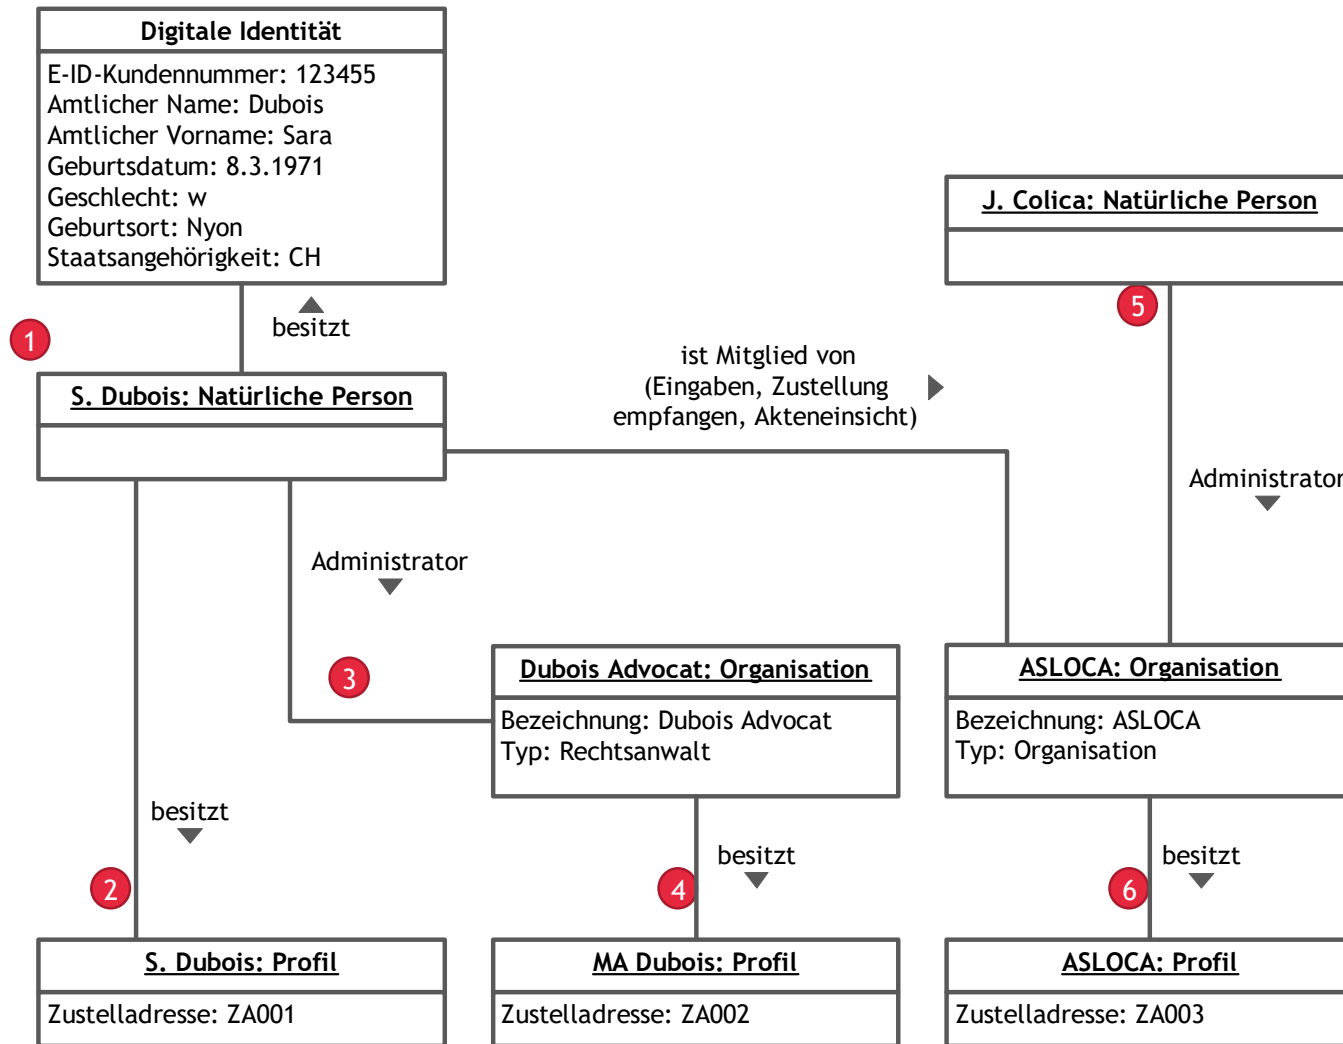 Digitale Identität
E-ID-Kundennummer: 123455
Amtlicher Name: Dubois
Amtlicher Vorname: Sara
Geburtsdatum: 8.3.1971
Geschlecht: w
Geburtsort: Nyon
Staatsangehörigkeit: CH
J. Colica: Natürliche Person
5
besitzt
1
ist Mitglied von
(Eingaben, Zustellung
empfangen, Akteneinsicht)
S. Dubois: Natürliche Person
Administrator
Administrator
3
Dubois Advocat: Organisation
Bezeichnung: Dubois Advocat
Typ: Rechtsanwalt
ASLOCA: Organisation
Bezeichnung: ASLOCA
Typ: Organisation
besitzt
2
besitzt
4
besitzt
6
S. Dubois: Profil
Zustelladresse: ZA001
MA Dubois: Profil
Zustelladresse: ZA002
ASLOCA: Profil
Zustelladresse: ZA003